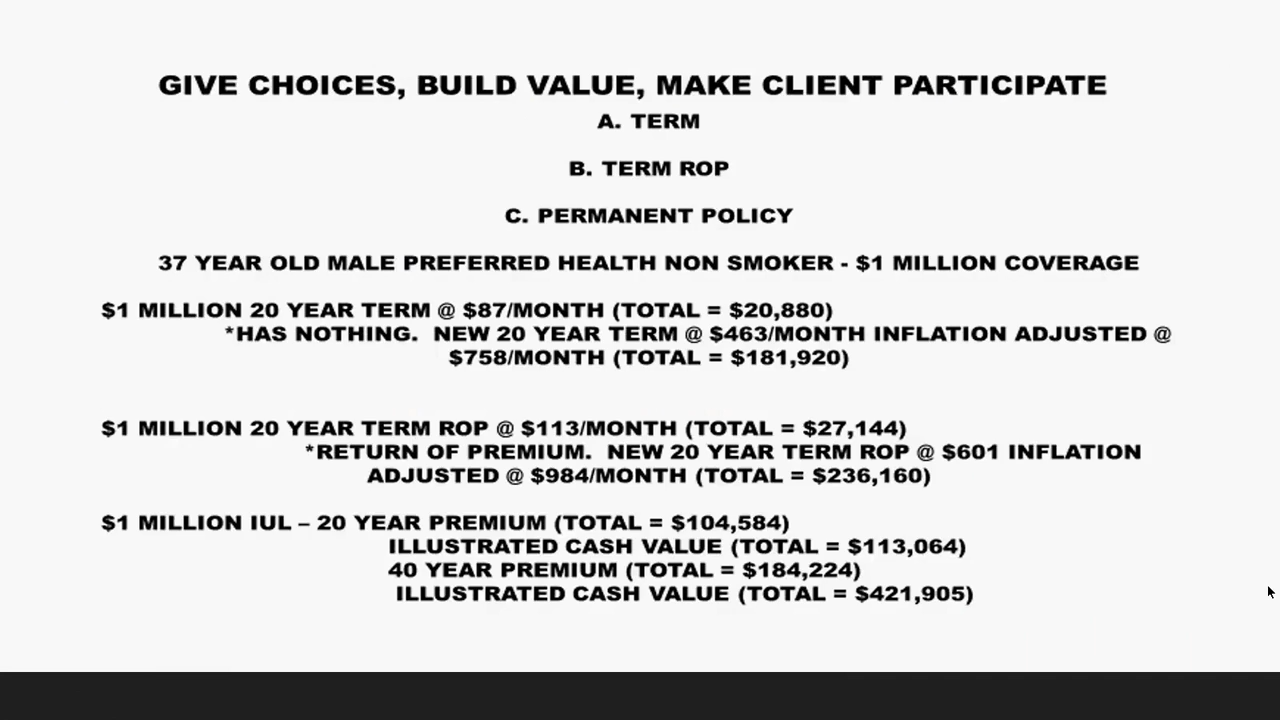 GIVE CHOICES, BUILD VALUE, MAKE CLIENT PARTICIPATE
A. TERM
B. TERM ROP
C. PERMANENT POLICY
37 YEAR OLD MALE PREFERRED HEALTH NON SMOKER - $1 MILLION COVERAGE
$1 MILLION 20 YEAR TERM @ $87/MONTH (TOTAL = $20,880)
*HAS NOTHING. NEW 20 YEAR TERM @ $463/MONTH INFLATION ADJUSTED @
$758/MONTH (TOTAL = $181,920)
$1 MILLION 20 YEAR TERM ROP @ $113/MONTH (TOTAL = $27,144)
*RETURN OF PREMIUM. NEW 20 YEAR TERM ROP @ $601 INFLATION
ADJUSTED @ $984/MONTH (TOTAL = $236,160)
$1 MILLION IUL – 20 YEAR PREMIUM (TOTAL = $104,584)
ILLUSTRATED CASH VALUE (TOTAL = $113,064)
40 YEAR PREMIUM (TOTAL = $184,224)
ILLUSTRATED CASH VALUE (TOTAL = $421,905)